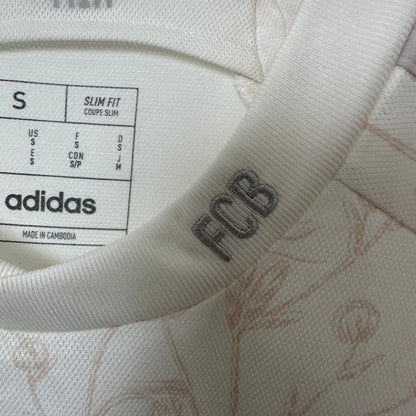 S
SLIM FIT
COUPE SLIM
US
S
F
S
D
S
E
S
CON
S/P
J
M
adidas
MADE IN CAMBODIA
FCB